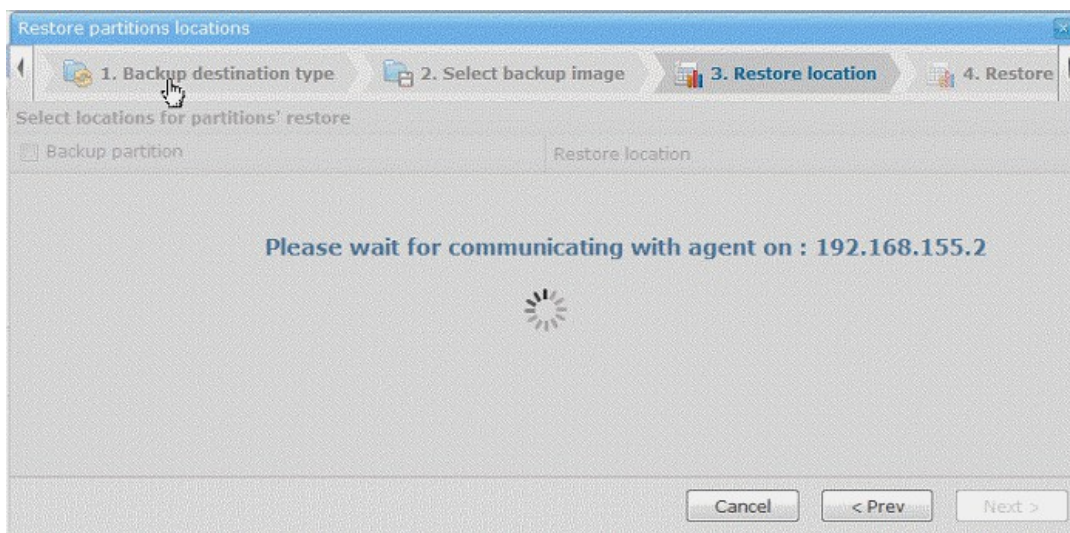 Restore partitions locations
1. Backup destination type
2. Select backup image
3. Restore location
4. Restore
Select locations for partitions' restore
Backup partition
Restore location
Please wait for communicating with agent on : 192.168.155.2
Cancel
< Prev
Next >